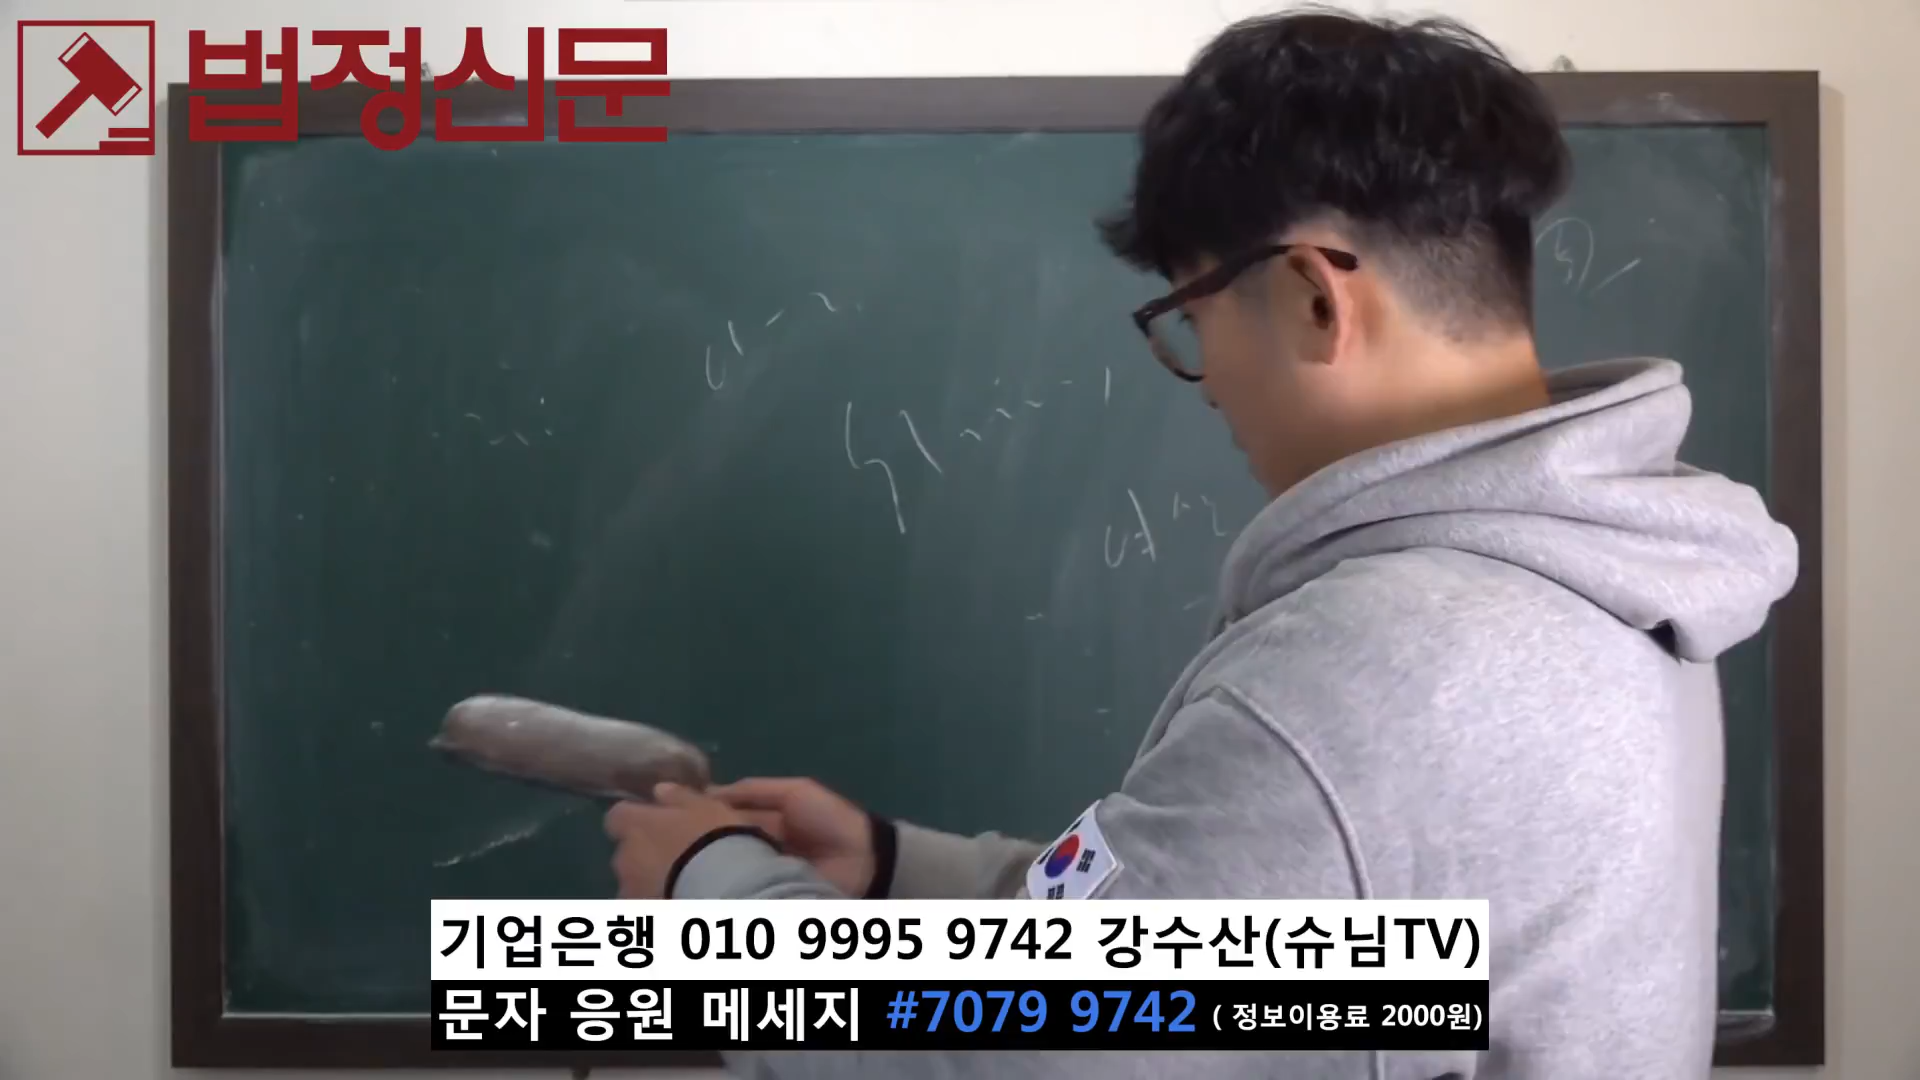 법정신문
기업은행 010 9995 9742 강수산(슈님TV)
문자 응원 메세지 #7079 9742 ( 정보이용료 2000원)